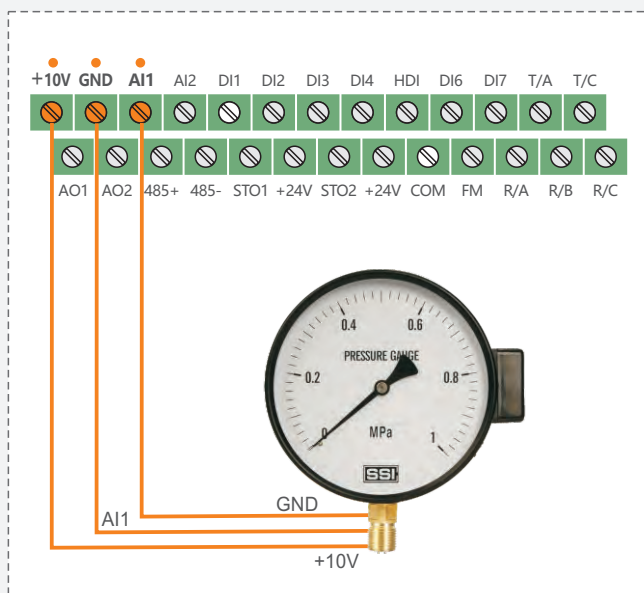 +10V GND AI1 AI2 DI1 DI2 DI3 DI4 HDI DI6 DI7 T/A T/C
AO1 AO2 485+ 485- STO1 +24V STO2 +24V COM FM R/A R/B R/C
0.4 0.6
PRESSURE GAUGE
0.2 0.8
0 MPa 1
SSI
GND
AI1
+10V